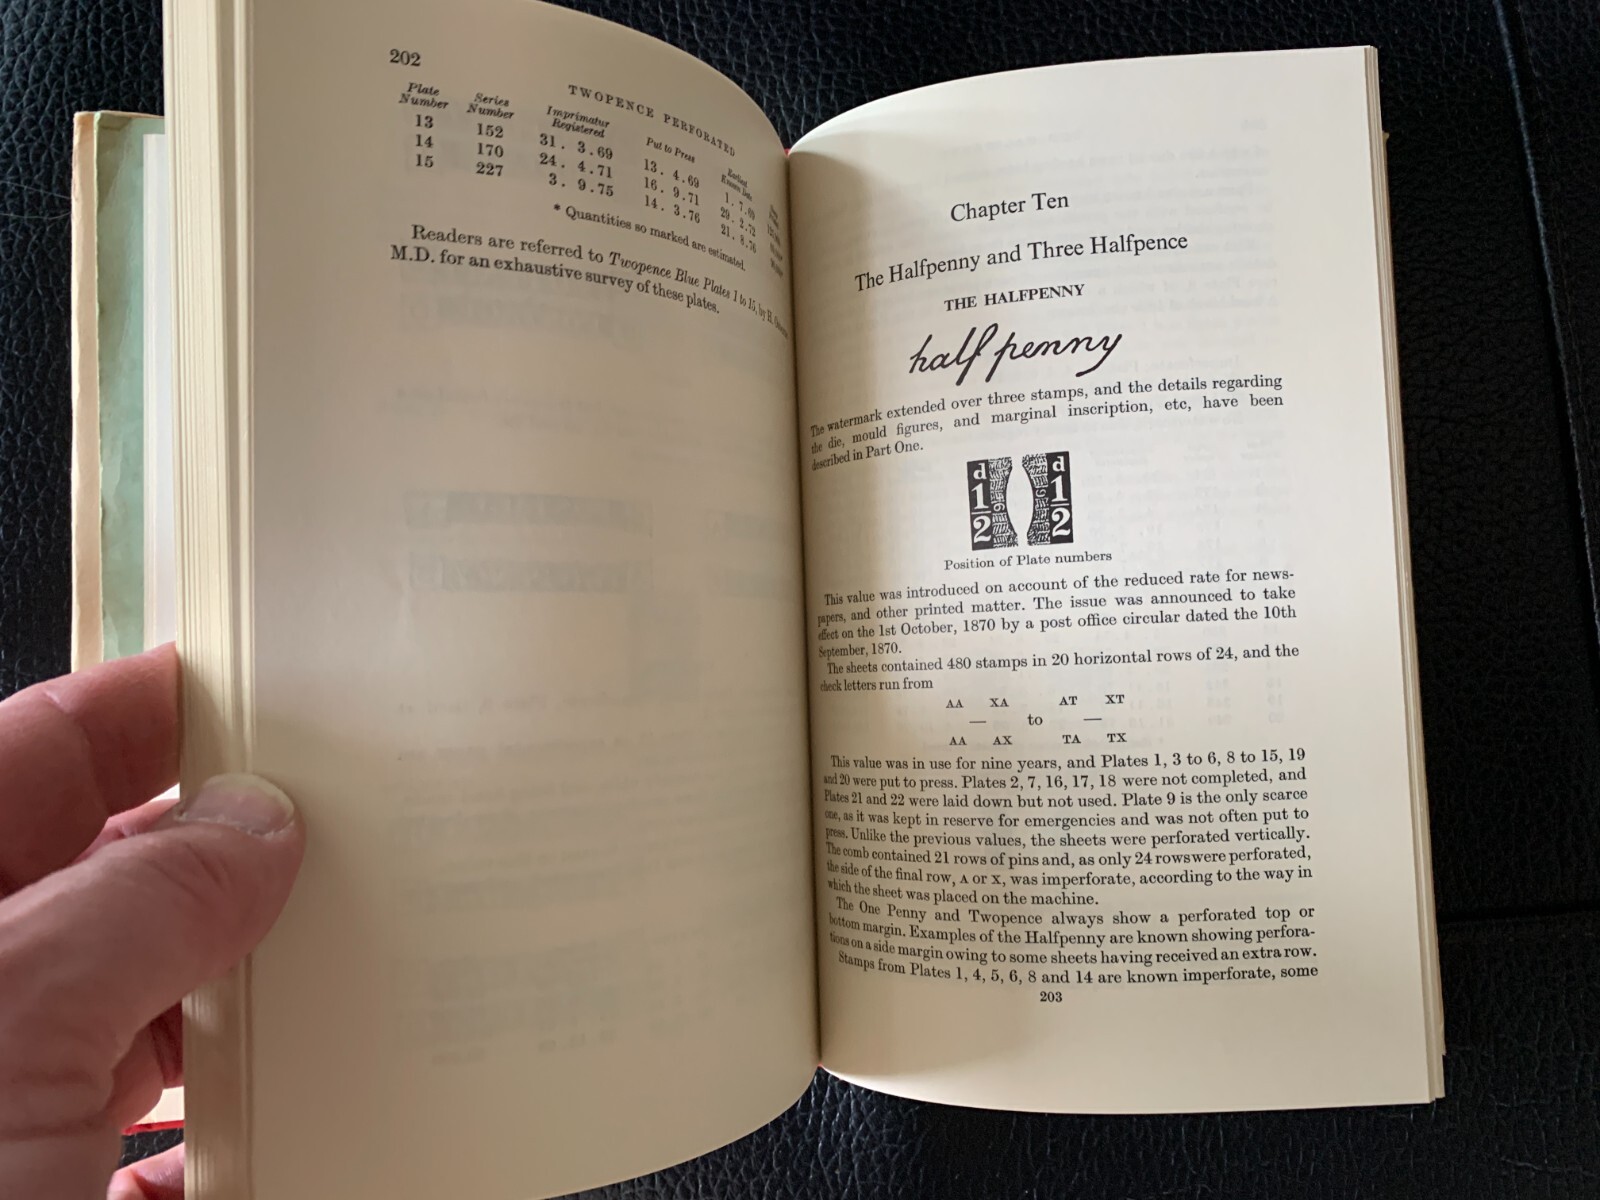 202
TWOPENCE PERFORATED
Plate Number Series Number Imprimatur Registered Put to Press Earliest Known Date
13 152 31. 3.69 13. 4.69 1. 7.69
14 170 24. 4.71 16. 9.71 29. 2.72
15 227 3. 9.75 14. 3.76 21. 8.76
* Quantities so marked are estimated.
Readers are referred to Twopence Blue Plates 1 to 15, by H.
M.D. for an exhaustive survey of these plates.
Chapter Ten
The Halfpenny and Three Halfpence
THE HALFPENNY
half penny
The watermark extended over three stamps, and the details regarding
the die, mould figures, and marginal inscription, etc, have been
described in Part One.
d d
1 1
2 2
Position of Plate numbers
This value was introduced on account of the reduced rate for news-
papers, and other printed matter. The issue was announced to take
effect on the 1st October, 1870 by a post office circular dated the 10th
September, 1870.
The sheets contained 480 stamps in 20 horizontal rows of 24, and the
check letters run from
AA XA AT XT
— to —
AA AX TA TX
This value was in use for nine years, and Plates 1, 3 to 6, 8 to 15, 19
and 20 were put to press. Plates 2, 7, 16, 17, 18 were not completed, and
Plates 21 and 22 were laid down but not used. Plate 9 is the only scarce
one, as it was kept in reserve for emergencies and was not often put to
press. Unlike the previous values, the sheets were perforated vertically.
The comb contained 21 rows of pins and, as only 24 rows were perforated,
the side of the final row, A or X, was imperforate, according to the way in
which the sheet was placed on the machine.
The One Penny and Twopence always show a perforated top or
bottom margin. Examples of the Halfpenny are known showing perfora-
tions on a side margin owing to some sheets having received an extra row.
Stamps from Plates 1, 4, 5, 6, 8 and 14 are known imperforate, some
203